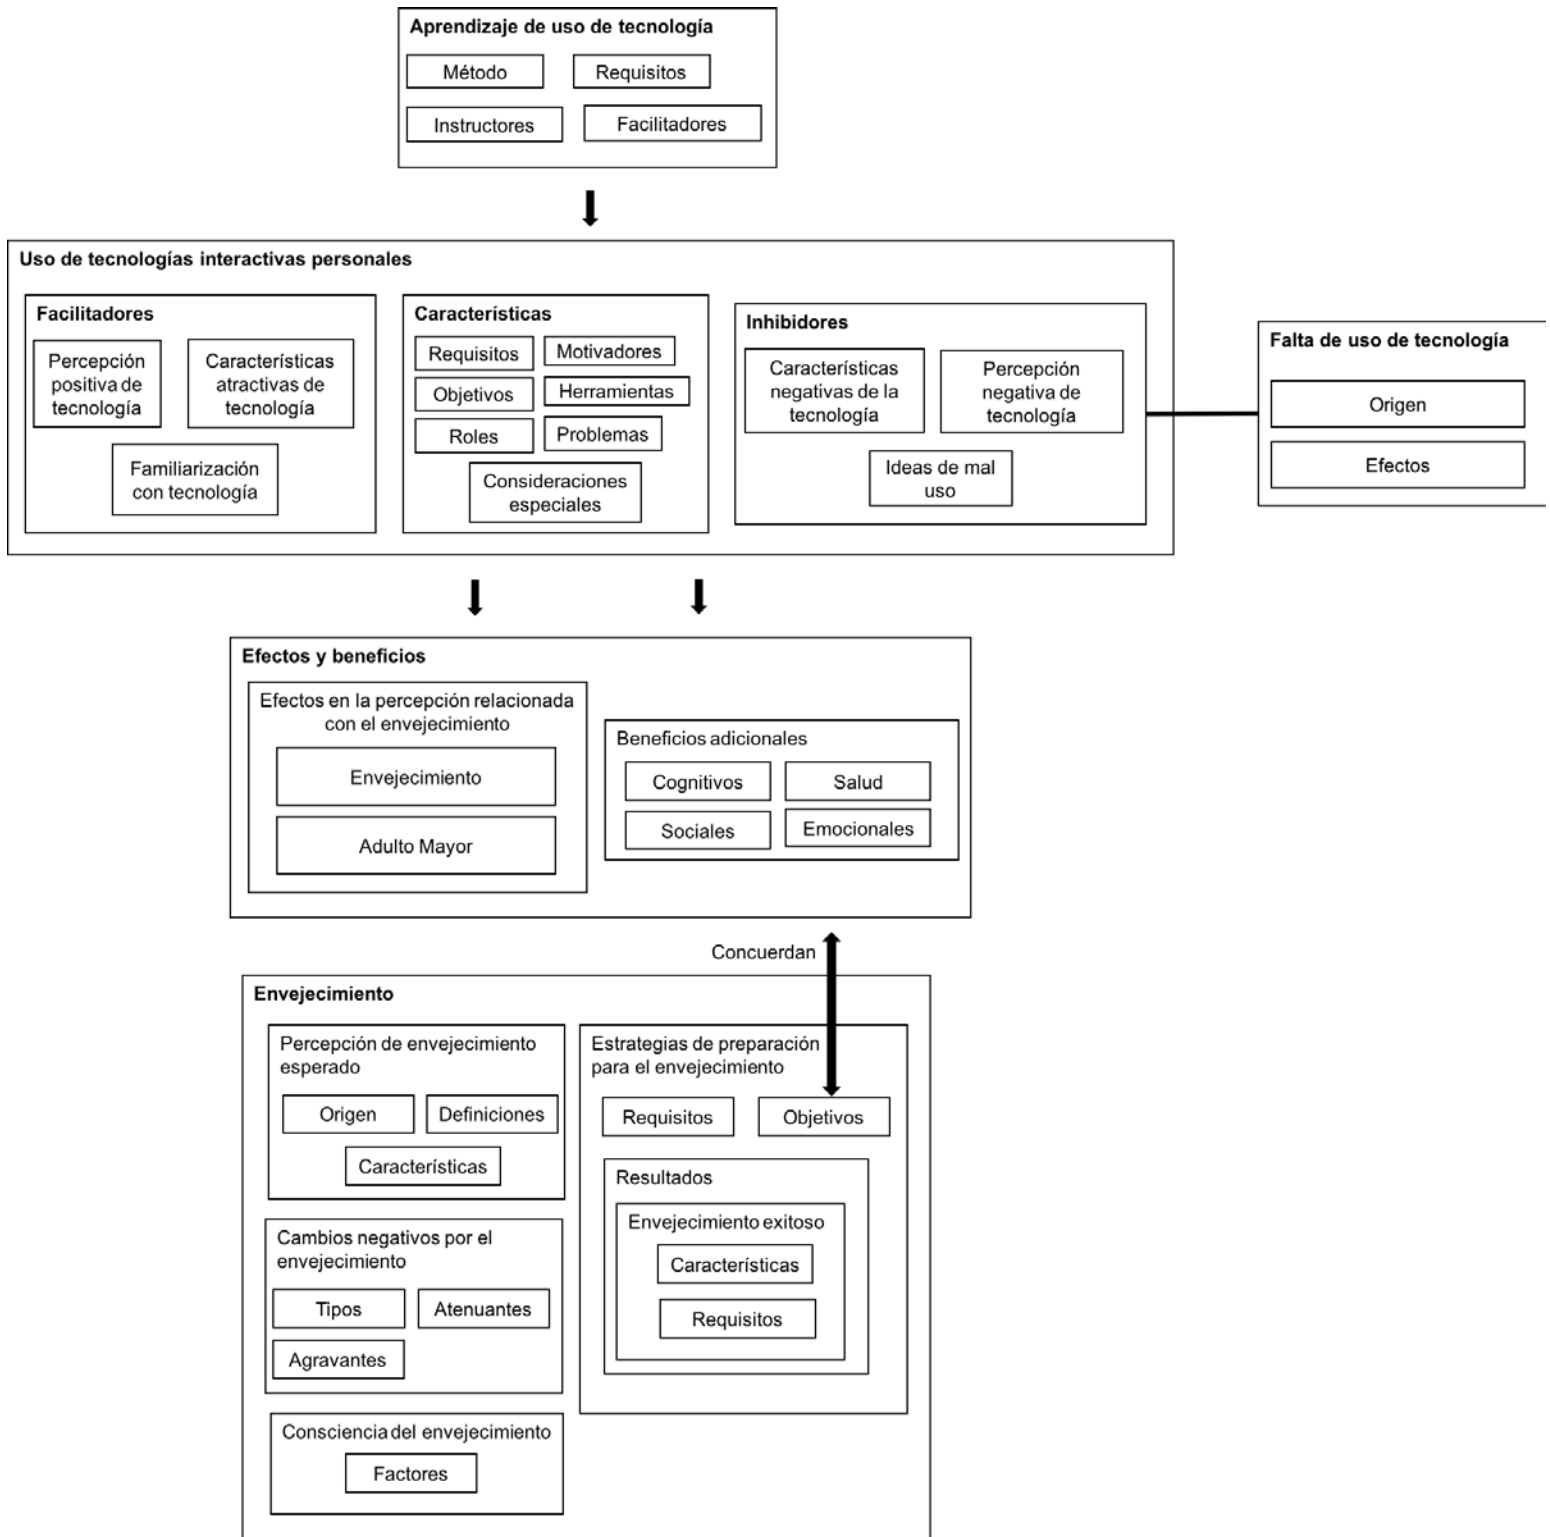 Aprendizaje de uso de tecnología
Método
Requisitos
Instructores
Facilitadores
Uso de tecnologías interactivas personales
Facilitadores
Percepción
positiva de
tecnología
Características
atractivas de
tecnología
Familiarización
con tecnología
Características
Requisitos
Motivadores
Objetivos
Herramientas
Roles
Problemas
Consideraciones
especiales
Inhibidores
Características
negativas de la
tecnología
Percepción
negativa de
tecnología
Ideas de mal
uso
Falta de uso de tecnología
Origen
Efectos
Efectos y beneficios
Efectos en la percepción relacionada
con el envejecimiento
Envejecimiento
Adulto Mayor
Beneficios adicionales
Cognitivos
Salud
Sociales
Emocionales
Concuerdan
Envejecimiento
Percepción de envejecimiento
esperado
Origen
Definiciones
Características
Cambios negativos por el
envejecimiento
Tipos
Atenuantes
Agravantes
Consciencia del envejecimiento
Factores
Estrategias de preparación
para el envejecimiento
Requisitos
Objetivos
Resultados
Envejecimiento exitoso
Características
Requisitos